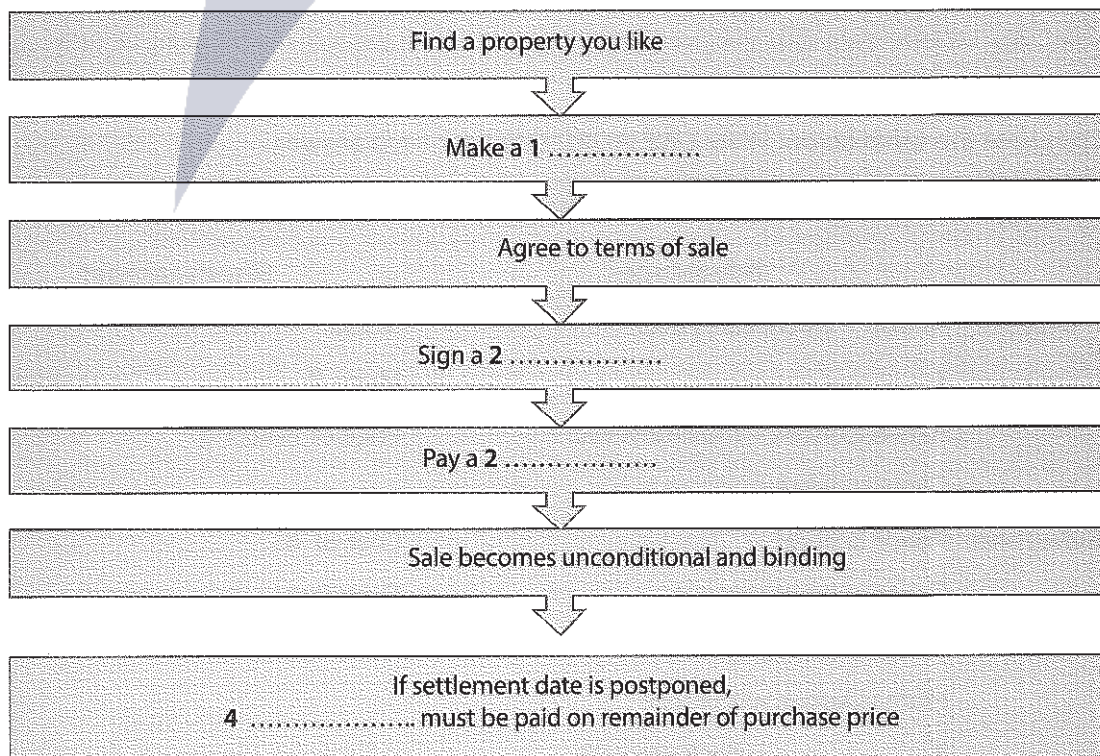 Find a property you like
Make a 1 ..................
Agree to terms of sale
Sign a 2 ..................
Pay a 2 ..................
Sale becomes unconditional and binding
If settlement date is postponed,
4 ................... must be paid on remainder of purchase price